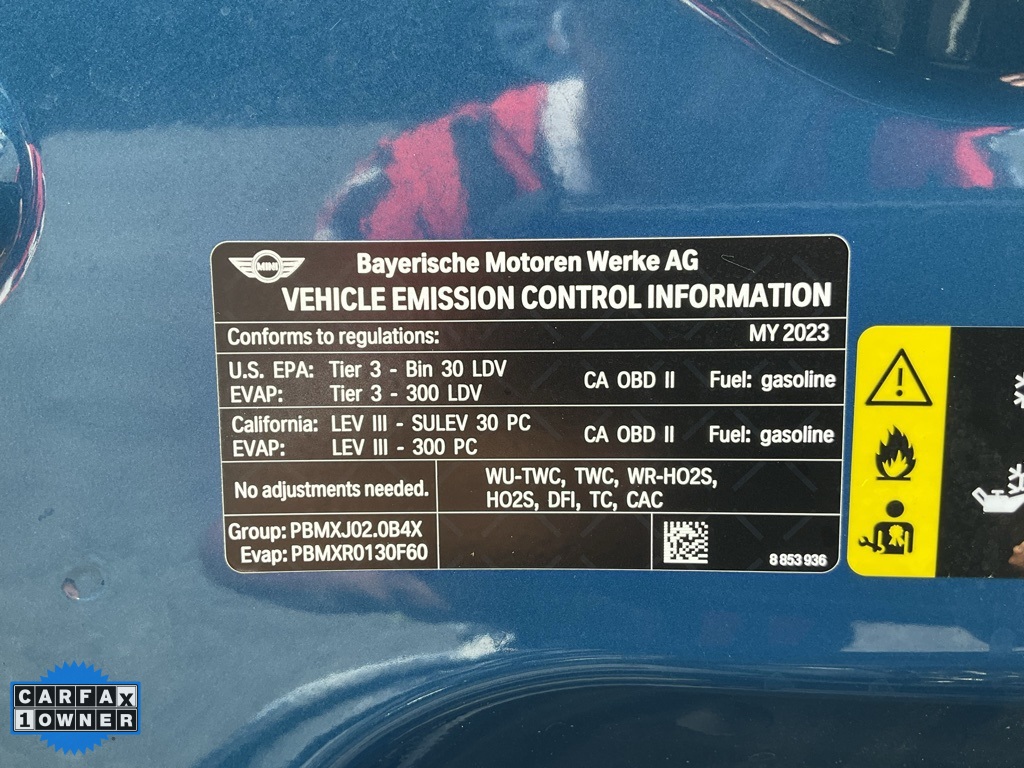 MINI
Bayerische Motoren Werke AG
VEHICLE EMISSION CONTROL INFORMATION
Conforms to regulations: MY 2023
U.S. EPA: Tier 3 - Bin 30 LDV
EVAP: Tier 3 - 300 LDV
CA OBD II Fuel: gasoline
California: LEV III - SULEV 30 PC
EVAP: LEV III - 300 PC
CA OBD II Fuel: gasoline
No adjustments needed.
WU-TWC, TWC, WR-HO2S,
HO2S, DFI, TC, CAC
Group: PBMXJ02.0B4X
Evap: PBMXR0130F60
8 853 936
CARFAX
1 OWNER